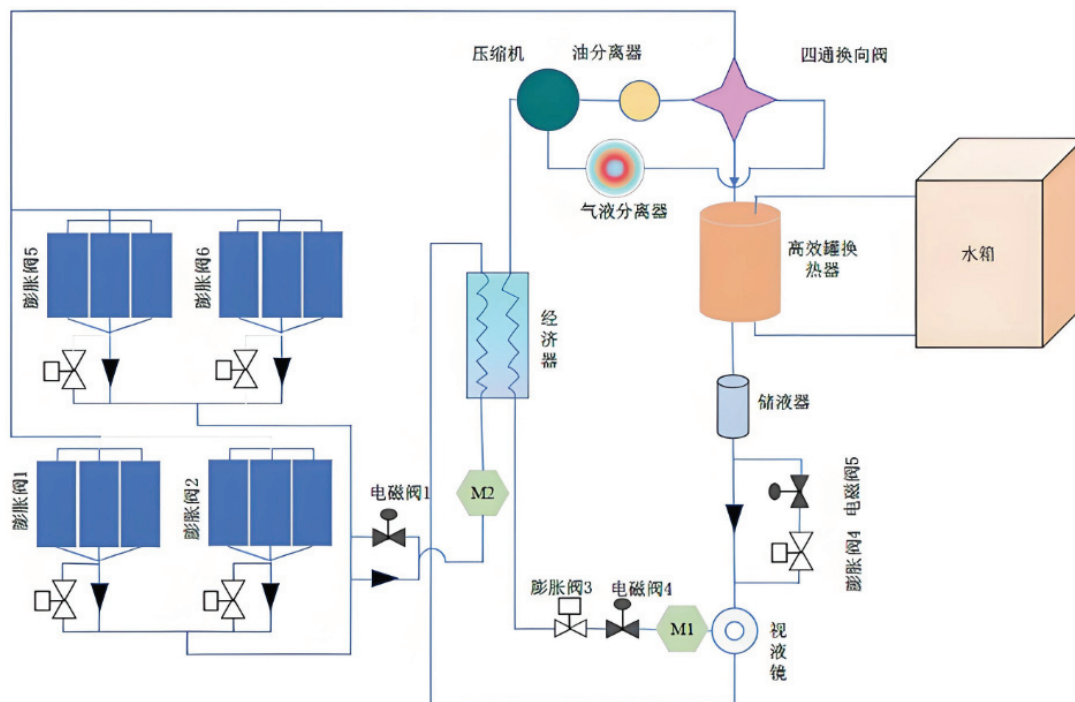 压缩机
油分离器
四通换向阀
气液分离器
高效罐换
热器
水箱
膨胀阀5
膨胀阀6
经济器
储液器
膨胀阀1
膨胀阀2
电磁阀1
M2
电磁阀5
膨胀阀4
膨胀阀3
电磁阀4
M1
视液镜